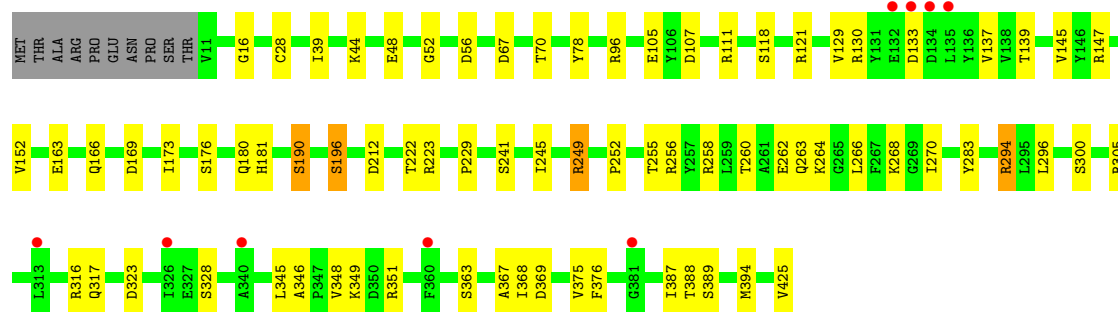 MET THR ALA ARG PRO GLU ASN PRO SER THR V11 G16 C28 I39 K44 E48 G52 D56 D67 T70 Y78 R96 E105 Y106 D107 R111 S118 R121 V129 R130 Y131 E132 D133 D134 L135 Y136 V137 V138 T139 V145 Y146 R147
V152 E163 Q166 D169 I173 S176 Q180 H181 S190 S196 D212 T222 R223 P229 S241 I245 R249 P252 T255 R256 Y257 R258 L259 T260 A261 E262 Q263 K264 G265 L266 F267 K268 G269 I270 Y283 R294 L295 L296 S300 R305
L313 R316 Q317 D323 I326 E327 S328 A340 L345 A346 P347 V348 K349 D350 R351 F360 S363 A367 I368 D369 V375 F376 G381 I387 T388 S389 M394 V425